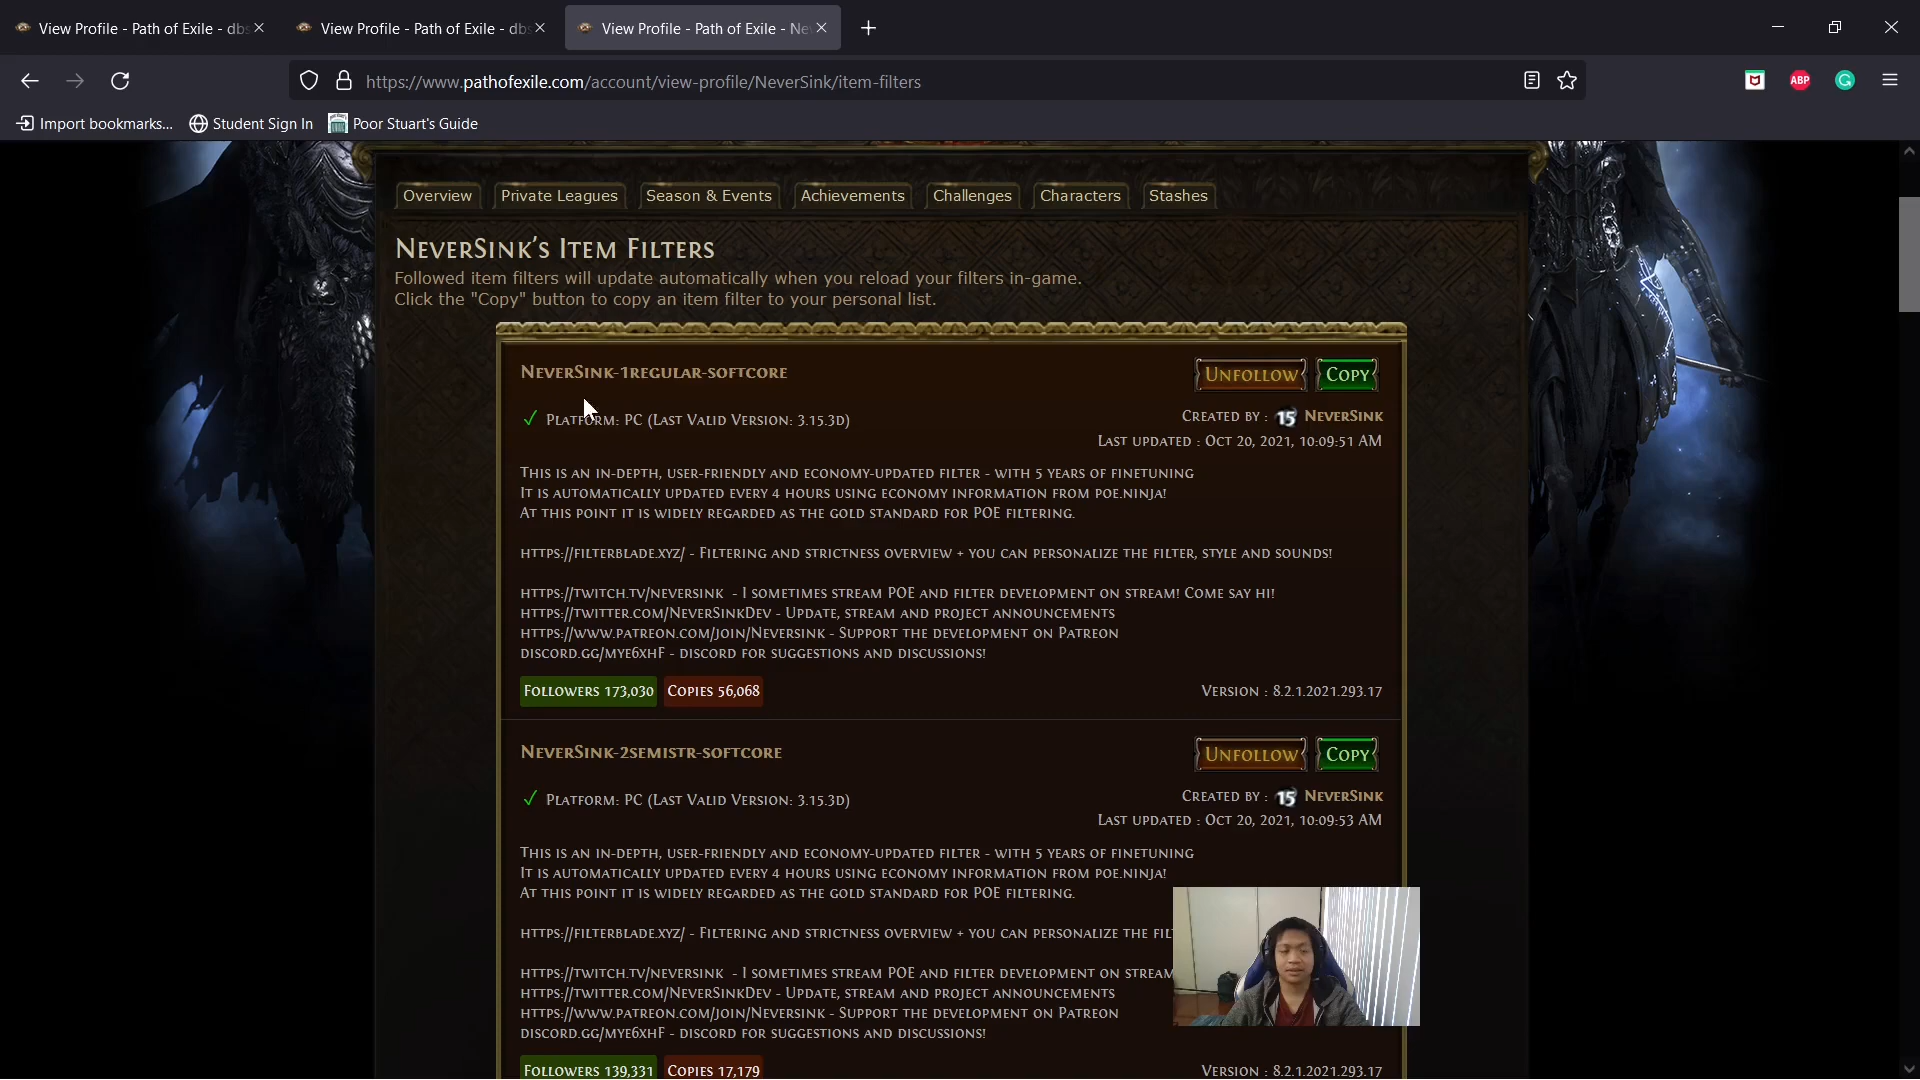 View Profile - Path of Exile - dbs
View Profile - Path of Exile - dbs
View Profile - Path of Exile - Ne
https://www.pathofexile.com/account/view-profile/NeverSink/item-filters
ABP
Import bookmarks...
Student Sign In
Poor Stuart's Guide
Overview
Private Leagues
Season & Events
Achievements
Challenges
Characters
Stashes
NeverSink's Item Filters
Followed item filters will update automatically when you reload your filters in-game.
Click the "Copy" button to copy an item filter to your personal list.
NeverSink-1regular-softcore
Unfollow
Copy
Platform: PC (Last Valid Version: 3.15.3d)
Created by : 15 NeverSink
Last updated : Oct 20, 2021, 10:09:51 AM
This is an in-depth, user-friendly and economy-updated filter - with 5 years of finetuning
It is automatically updated every 4 hours using economy information from poe.ninja!
At this point it is widely regarded as the gold standard for POE filtering.
https://filterblade.xyz/ - Filtering and strictness overview + you can personalize the filter, style and sounds!
https://twitch.tv/neversink - I sometimes stream POE and filter development on stream! Come say hi!
https://twitter.com/NeverSinkDev - Update, stream and project announcements
https://www.patreon.com/join/Neversink - Support the development on Patreon
discord.gg/mye6xhF - discord for suggestions and discussions!
Followers 173,030
Copies 56,068
Version : 8.2.1.2021.293.17
NeverSink-2semistr-softcore
Unfollow
Copy
Platform: PC (Last Valid Version: 3.15.3d)
Created by : 15 NeverSink
Last updated : Oct 20, 2021, 10:09:53 AM
This is an in-depth, user-friendly and economy-updated filter - with 5 years of finetuning
It is automatically updated every 4 hours using economy information from poe.ninja!
At this point it is widely regarded as the gold standard for POE filtering.
https://filterblade.xyz/ - Filtering and strictness overview + you can personalize the fil
https://twitch.tv/neversink - I sometimes stream POE and filter development on stream
https://twitter.com/NeverSinkDev - Update, stream and project announcements
https://www.patreon.com/join/Neversink - Support the development on Patreon
discord.gg/mye6xhF - discord for suggestions and discussions!
Followers 139,331
Copies 17,179
Version : 8.2.1.2021.293.17